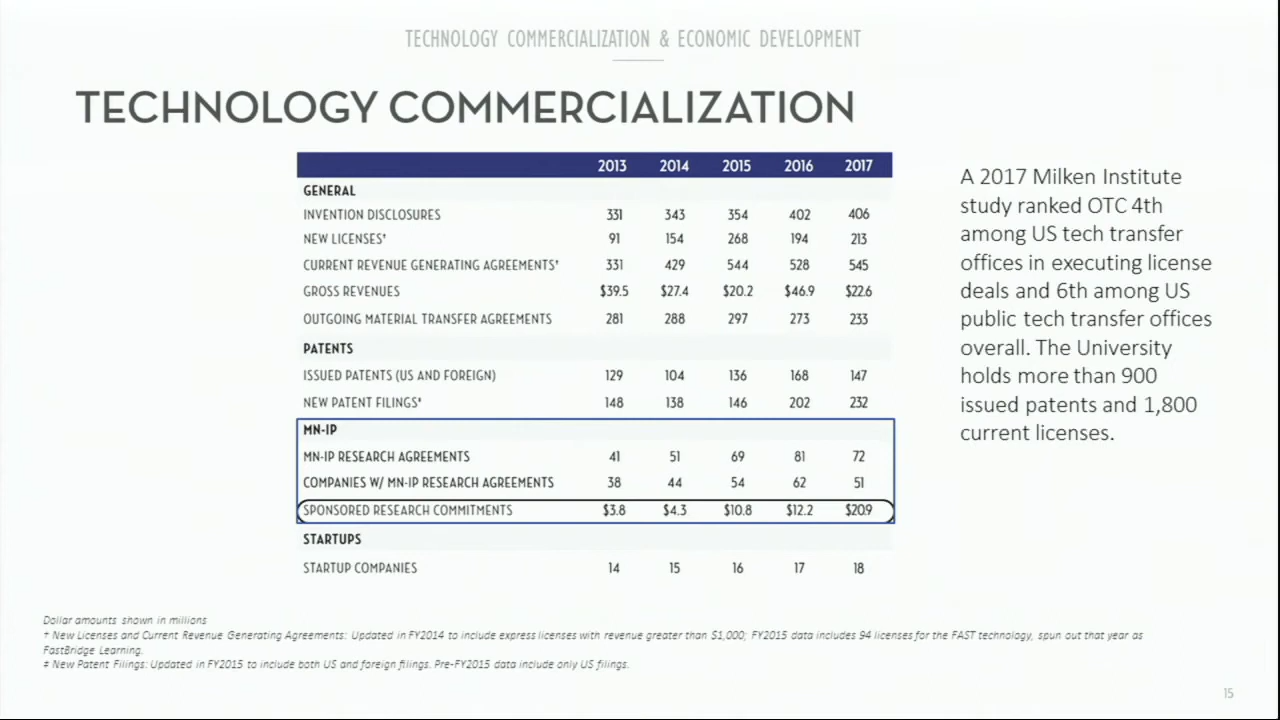 TECHNOLOGY COMMERCIALIZATION & ECONOMIC DEVELOPMENT
TECHNOLOGY COMMERCIALIZATION
2013 2014 2015 2016 2017
GENERAL
INVENTION DISCLOSURES 331 343 354 402 406
NEW LICENSES† 91 154 268 194 213
CURRENT REVENUE GENERATING AGREEMENTS† 331 429 544 528 545
GROSS REVENUES $39.5 $27.4 $20.2 $46.9 $22.6
OUTGOING MATERIAL TRANSFER AGREEMENTS 281 288 297 273 233
PATENTS
ISSUED PATENTS (US AND FOREIGN) 129 104 136 168 147
NEW PATENT FILINGS‡ 148 138 146 202 232
MN-IP
MN-IP RESEARCH AGREEMENTS 41 51 69 81 72
COMPANIES W/ MN-IP RESEARCH AGREEMENTS 38 44 54 62 51
SPONSORED RESEARCH COMMITMENTS $3.8 $4.3 $10.8 $12.2 $20.9
STARTUPS
STARTUP COMPANIES 14 15 16 17 18
A 2017 Milken Institute
study ranked OTC 4th
among US tech transfer
offices in executing license
deals and 6th among US
public tech transfer offices
overall. The University
holds more than 900
issued patents and 1,800
current licenses.
Dollar amounts shown in millions
† New Licenses and Current Revenue Generating Agreements: Updated in FY2014 to include express licenses with revenue greater than $1,000; FY2015 data includes 94 licenses for the FAST technology, spun out that year as
FastBridge Learning.
‡ New Patent Filings: Updated in FY2015 to include both US and foreign filings. Pre-FY2015 data include only US filings.
15